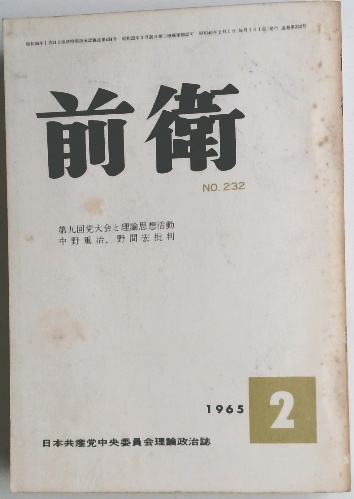 前衛
NO. 232
第九回党大会と理論思想活動
中野重治、野間宏批判
1965 2
日本共産党中央委員会理論政治誌